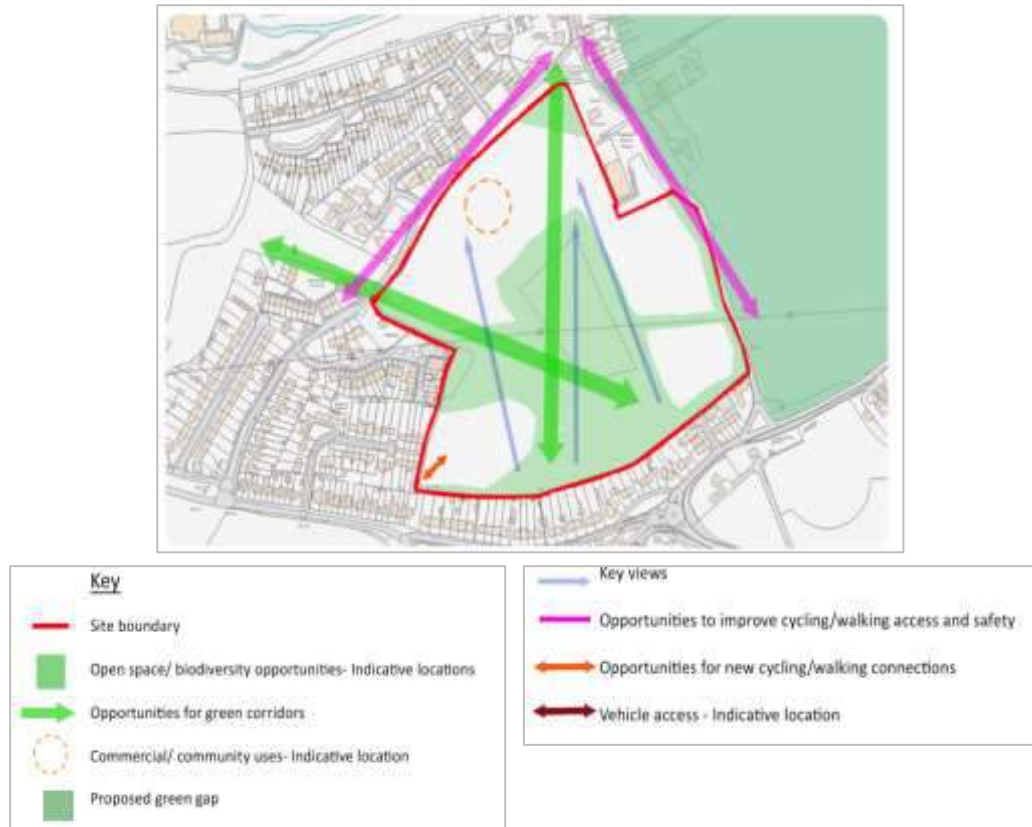 Key
Site boundary
Open space/ biodiversity opportunities- Indicative locations
Opportunities for green corridors
Commercial/ community uses- Indicative location
Proposed green gap
Key views
Opportunities to improve cycling/walking access and safety
Opportunities for new cycling/walking connections
Vehicle access - Indicative location